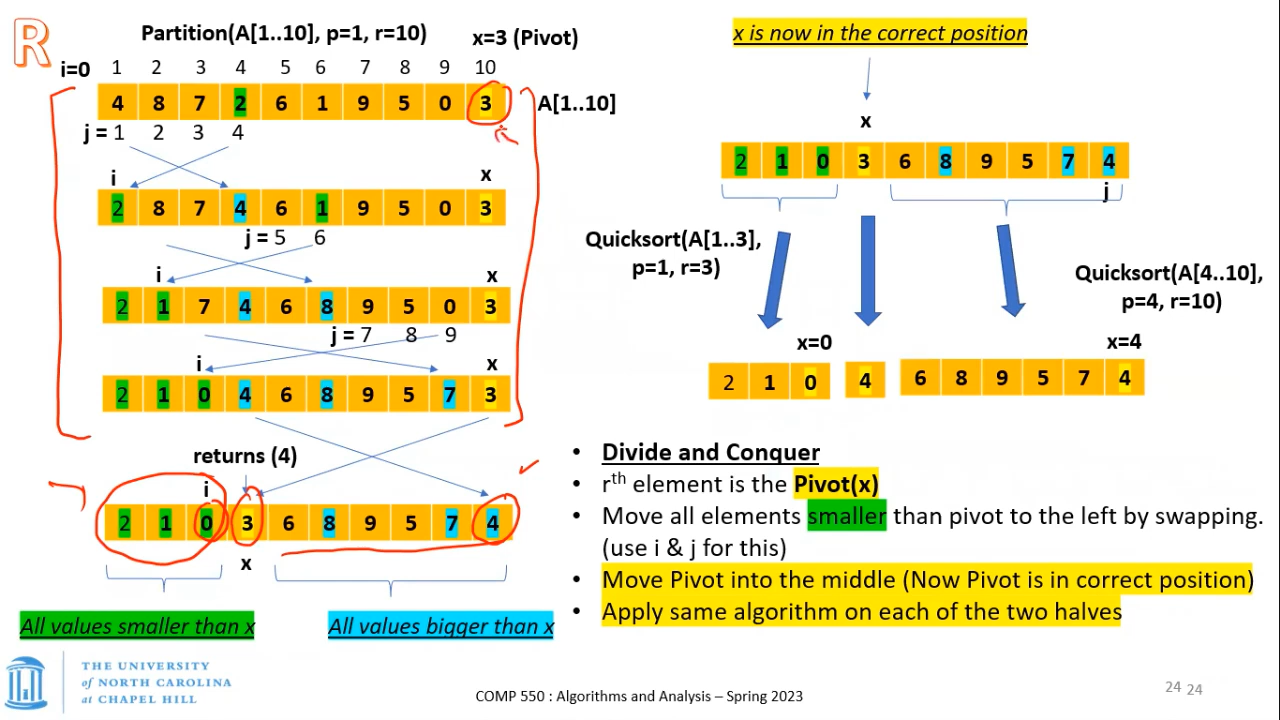 R
Partition(A[1..10], p=1, r=10)
x=3 (Pivot)
i=0 1 2 3 4 5 6 7 8 9 10
4 8 7 2 6 1 9 5 0 3 A[1..10]
j = 1 2 3 4
i x
2 8 7 4 6 1 9 5 0 3
j = 5 6
i x
2 1 7 4 6 8 9 5 0 3
j = 7 8 9
i x
2 1 0 4 6 8 9 5 7 3
returns (4)
i
2 1 0 3 6 8 9 5 7 4
x
All values smaller than x
All values bigger than x
x is now in the correct position
x
2 1 0 3 6 8 9 5 7 4
j
Quicksort(A[1..3],
p=1, r=3)
Quicksort(A[4..10],
p=4, r=10)
x=0 x=4
2 1 0 4 6 8 9 5 7 4
• Divide and Conquer
• rth element is the Pivot(x)
• Move all elements smaller than pivot to the left by swapping.
(use i & j for this)
• Move Pivot into the middle (Now Pivot is in correct position)
• Apply same algorithm on each of the two halves
THE UNIVERSITY
of NORTH CAROLINA
at CHAPEL HILL
COMP 550 : Algorithms and Analysis – Spring 2023
24 24